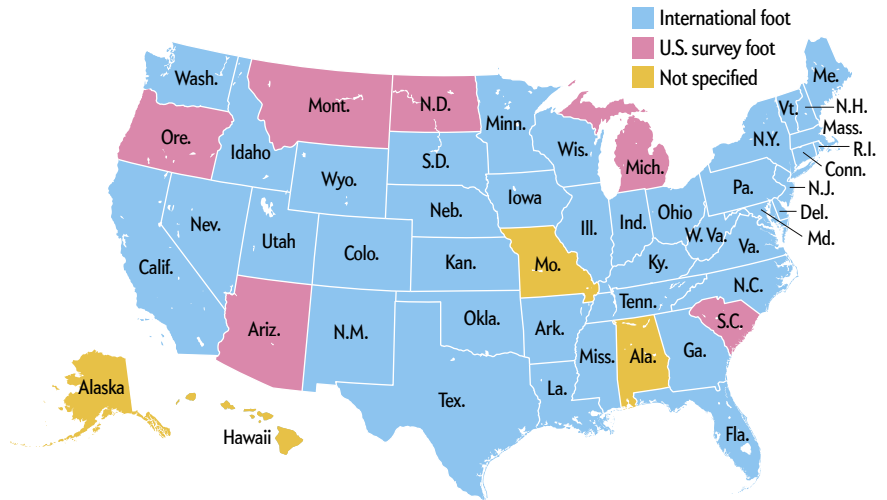 International foot
U.S. survey foot
Not specified
Wash.
Mont.
N.D.
Minn.
Me.
Vt.
N.H.
Ore.
Idaho
S.D.
Wis.
Mich.
N.Y.
Mass.
R.I.
Conn.
Wyo.
Iowa
Pa.
N.J.
Nev.
Neb.
Ill.
Ind.
Ohio
Del.
Md.
Utah
Colo.
W. Va.
Va.
Calif.
Kan.
Mo.
Ky.
N.C.
Ariz.
N.M.
Okla.
Ark.
Tenn.
S.C.
Miss.
Ala.
Ga.
Alaska
Tex.
La.
Hawaii
Fla.